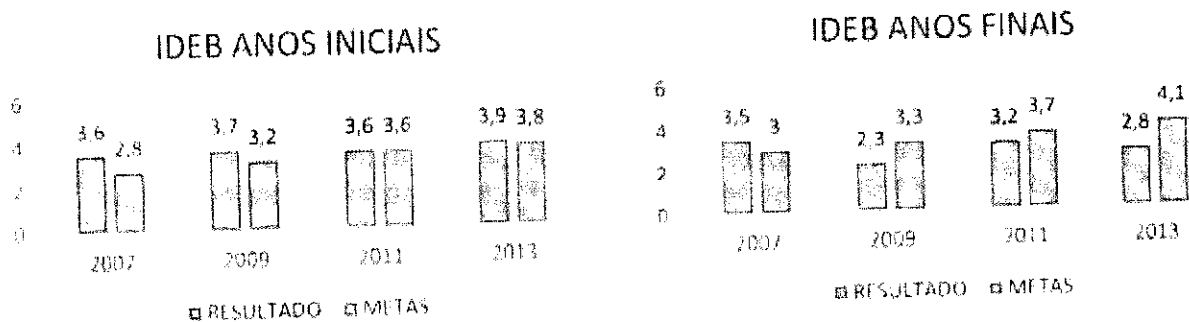 IDEB ANOS INICIAIS
6
4
2
0
3,6 2,8 3,7 3,2 3,6 3,6 3,9 3,8
2007 2009 2011 2013
RESULTADO METAS
IDEB ANOS FINAIS
6
4
2
0
3,5 3 2,3 3,3 3,2 3,7 2,8 4,1
2007 2009 2011 2013
RESULTADO METAS